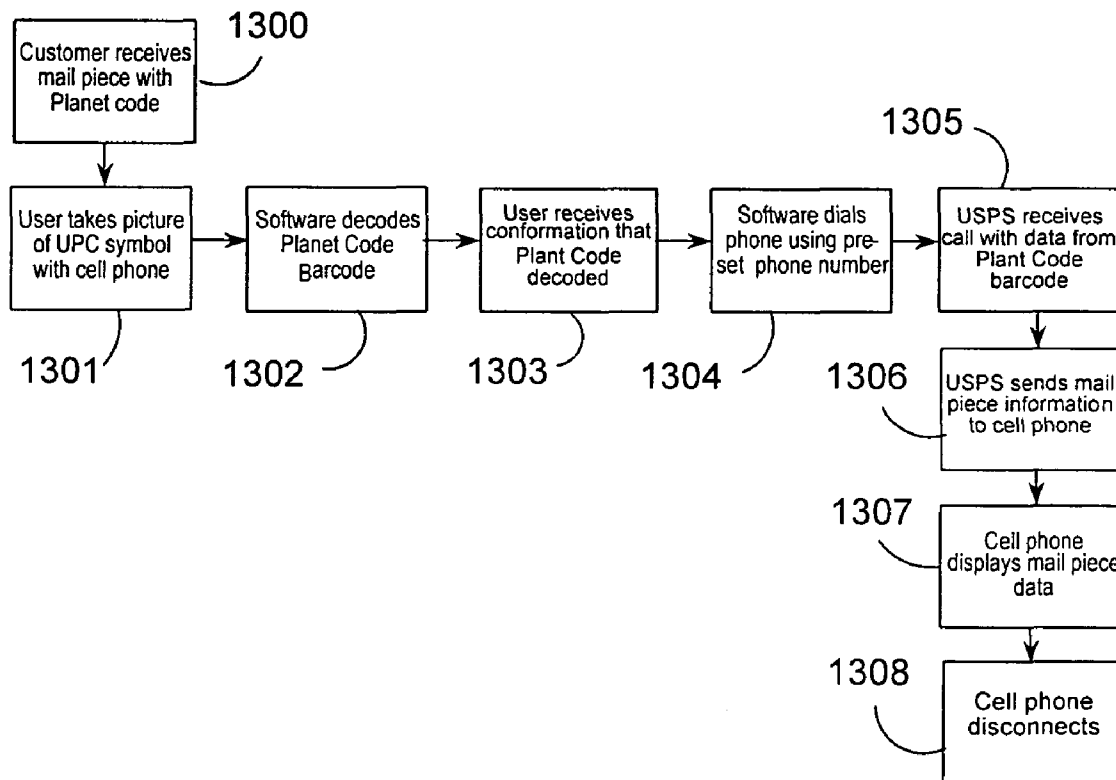 1300
Customer receives
mail piece with
Planet code
1305
User takes picture
of UPC symbol
with cell phone
Software decodes
Planet Code
Barcode
User receives
conformation that
Plant Code
decoded
Software dials
phone using pre-
set phone number
USPS receives
call with data from
Plant Code
barcode
1301
1302
1303
1304
1306
USPS sends mail
piece information
to cell phone
1307
Cell phone
displays mail piece
data
1308
Cell phone
disconnects